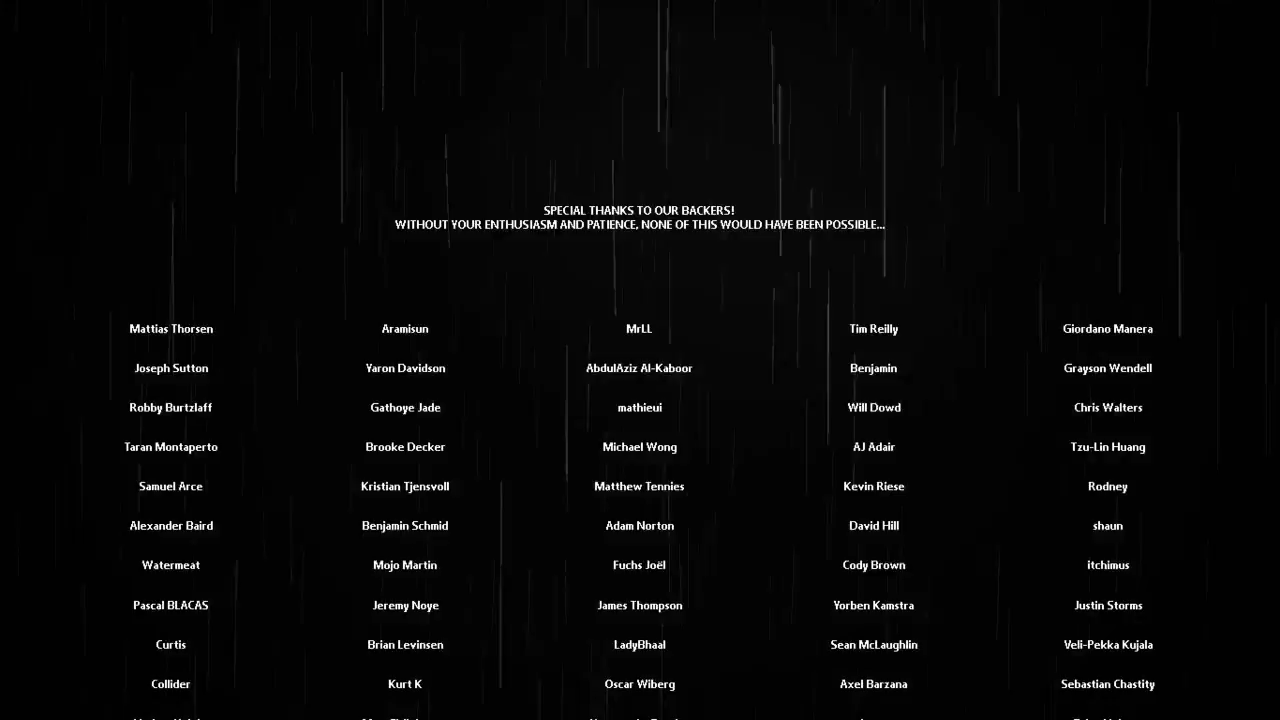 SPECIAL THANKS TO OUR BACKERS!
WITHOUT YOUR ENTHUSIASM AND PATIENCE, NONE OF THIS WOULD HAVE BEEN POSSIBLE...
Mattias Thorsen Aramisun MrLL Tim Reilly Giordano Manera
Joseph Sutton Yaron Davidson AbdulAziz Al-Kaboor Benjamin Grayson Wendell
Robby Burtzlaff Gathoye Jade mathieui Will Dowd Chris Walters
Taran Montaperto Brooke Decker Michael Wong AJ Adair Tzu-Lin Huang
Samuel Arce Kristian Tjensvoll Matthew Tennies Kevin Riese Rodney
Alexander Baird Benjamin Schmid Adam Norton David Hill shaun
Watermeat Mojo Martin Fuchs Joël Cody Brown itchimus
Pascal BLACAS Jeremy Noye James Thompson Yorben Kamstra Justin Storms
Curtis Brian Levinsen LadyBhaal Sean McLaughlin Veli-Pekka Kujala
Collider Kurt K Oscar Wiberg Axel Barzana Sebastian Chastity